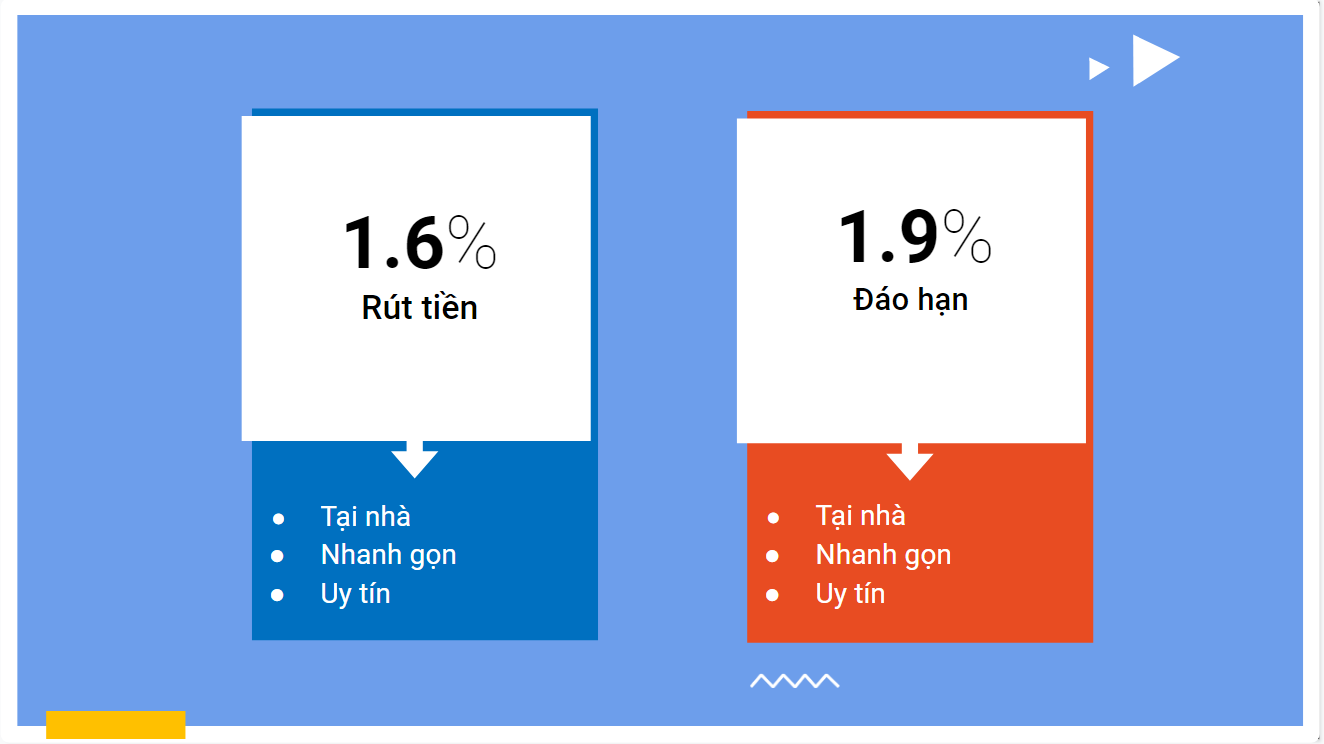 1.6%
Rút tiền
● Tại nhà
● Nhanh gọn
● Uy tín
1.9%
Đáo hạn
● Tại nhà
● Nhanh gọn
● Uy tín